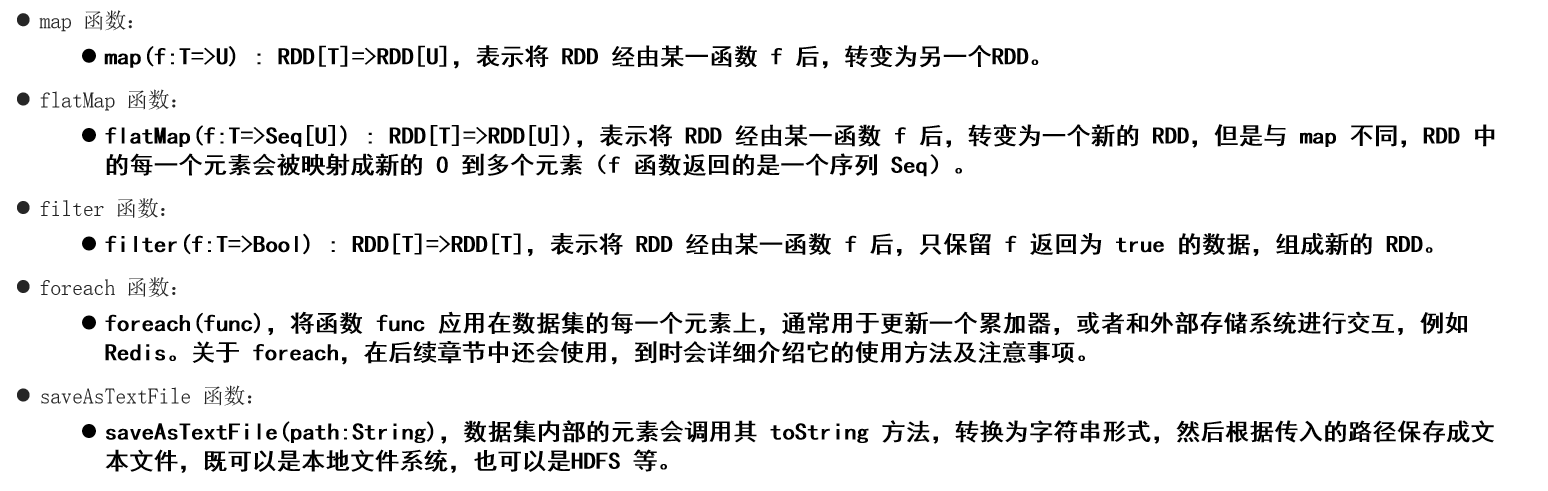 ● map 函数：
● map(f:T=>U) : RDD[T]=>RDD[U]，表示将 RDD 经由某一函数 f 后，转变为另一个RDD。
● flatMap 函数：
● flatMap(f:T=>Seq[U]) : RDD[T]=>RDD[U])，表示将 RDD 经由某一函数 f 后，转变为一个新的 RDD，但是与 map 不同，RDD 中
的每一个元素会被映射成新的 0 到多个元素（f 函数返回的是一个序列 Seq）。
● filter 函数：
● filter(f:T=>Bool) : RDD[T]=>RDD[T]，表示将 RDD 经由某一函数 f 后，只保留 f 返回为 true 的数据，组成新的 RDD。
● foreach 函数：
● foreach(func)，将函数 func 应用在数据集的每一个元素上，通常用于更新一个累加器，或者和外部存储系统进行交互，例如
Redis。关于 foreach，在后续章节中还会使用，到时会详细介绍它的使用方法及注意事项。
● saveAsTextFile 函数：
● saveAsTextFile(path:String)，数据集内部的元素会调用其 toString 方法，转换为字符串形式，然后根据传入的路径保存成文
本文件，既可以是本地文件系统，也可以是HDFS 等。